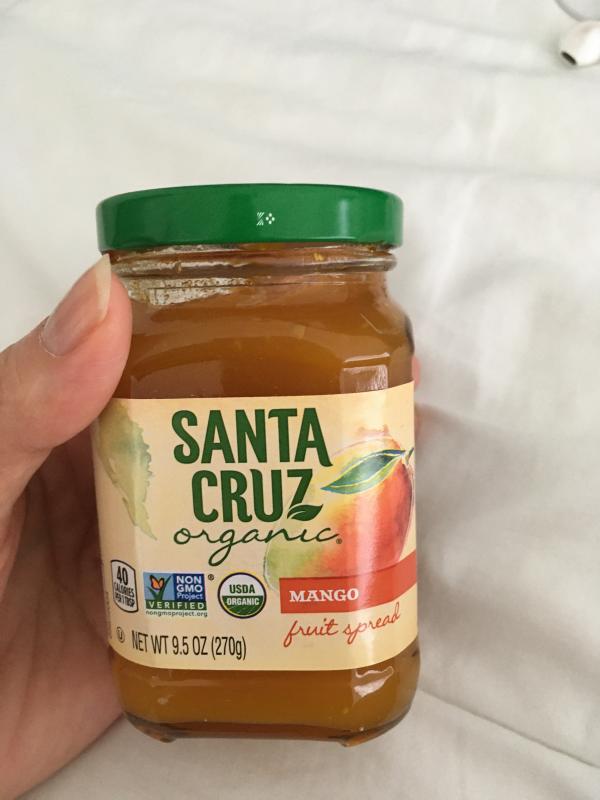 SANTA
CRUZ
organic®
40
CALORIES
PER 1 TBSP
NON
GMO
Project
VERIFIED
nongmoproject.org
®
USDA
ORGANIC
MANGO
fruit spread
U
NET WT 9.5 OZ (270g)